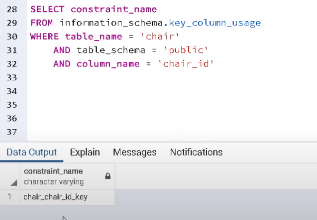 28 SELECT constraint_name
29 FROM information_schema.key_column_usage
30 WHERE table_name = 'chair'
31 AND table_schema = 'public'
32 AND column_name = 'chair_id'
33
34
35
36
37
Data Output Explain Messages Notifications
constraint_name
character varying
1 chair_chair_id_key